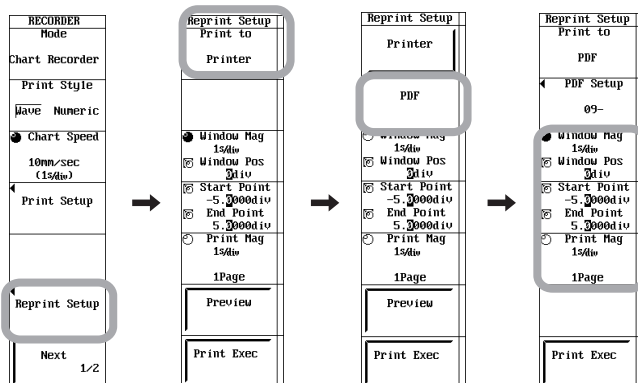 RECORDER
Mode
Chart Recorder
Print Style
Wave Numeric
Chart Speed
10mm/sec
(1s/div)
Print Setup
Reprint Setup
Next
1/2
Reprint Setup
Print to
Printer
Window Mag
1s/div
Window Pos
0div
Start Point
-5.0000div
End Point
5.0000div
Print Mag
1s/div
1Page
Preview
Print Exec
Reprint Setup
Printer
PDF
Window Mag
1s/div
Window Pos
0div
Start Point
-5.0000div
End Point
5.0000div
Print Mag
1s/div
1Page
Preview
Print Exec
Reprint Setup
Print to
PDF
PDF Setup
09-
Window Mag
1s/div
Window Pos
0div
Start Point
-5.0000div
End Point
5.0000div
Print Mag
1s/div
1Page
Print Exec